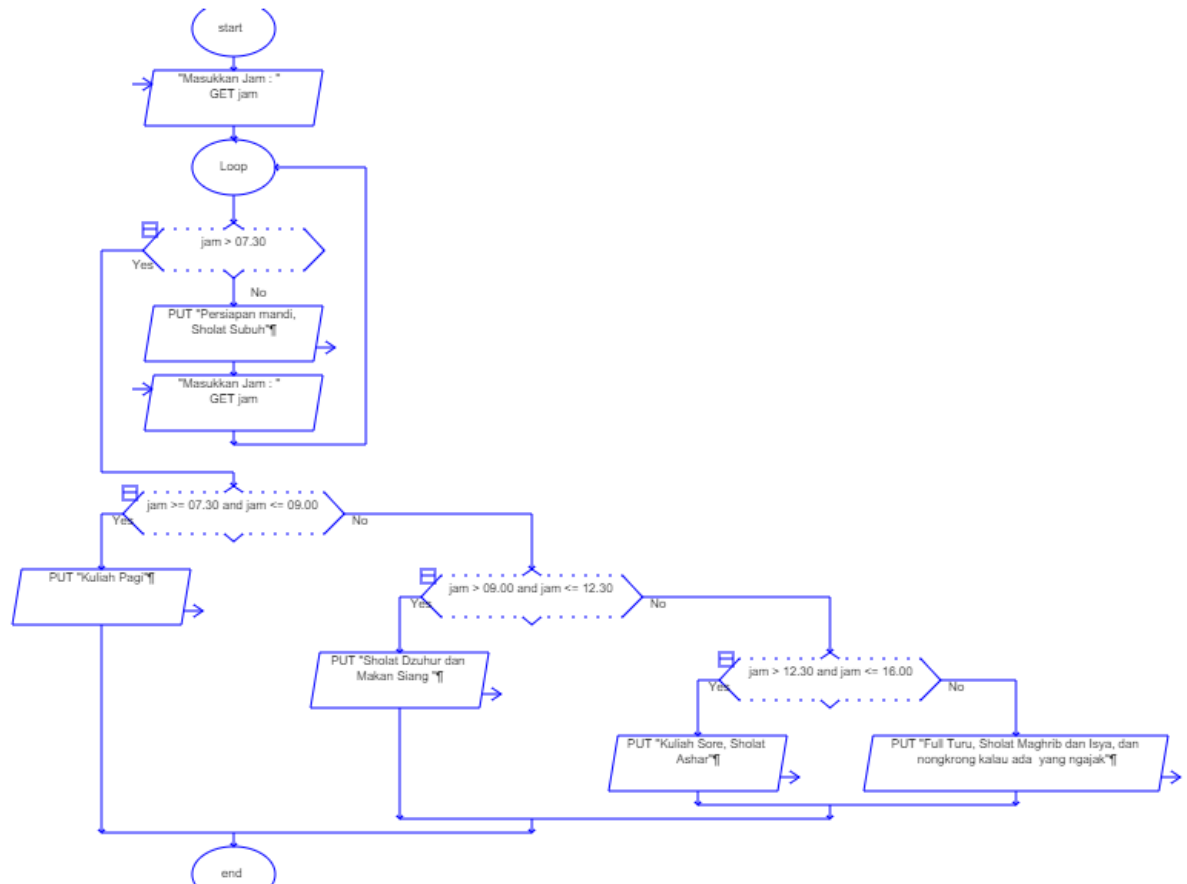 start
"Masukkan Jam : "
GET jam
Loop
jam > 07.30
Yes
No
PUT "Persiapan mandi,
Sholat Subuh"¶
"Masukkan Jam : "
GET jam
jam >= 07.30 and jam <= 09.00
Yes
No
PUT "Kuliah Pagi"¶
jam > 09.00 and jam <= 12.30
Yes
No
PUT "Sholat Dzuhur dan
Makan Siang "¶
jam > 12.30 and jam <= 16.00
Yes
No
PUT "Kuliah Sore, Sholat
Ashar"¶
PUT "Full Turu, Sholat Maghrib dan Isya, dan
nongkrong kalau ada  yang ngajak"¶
end